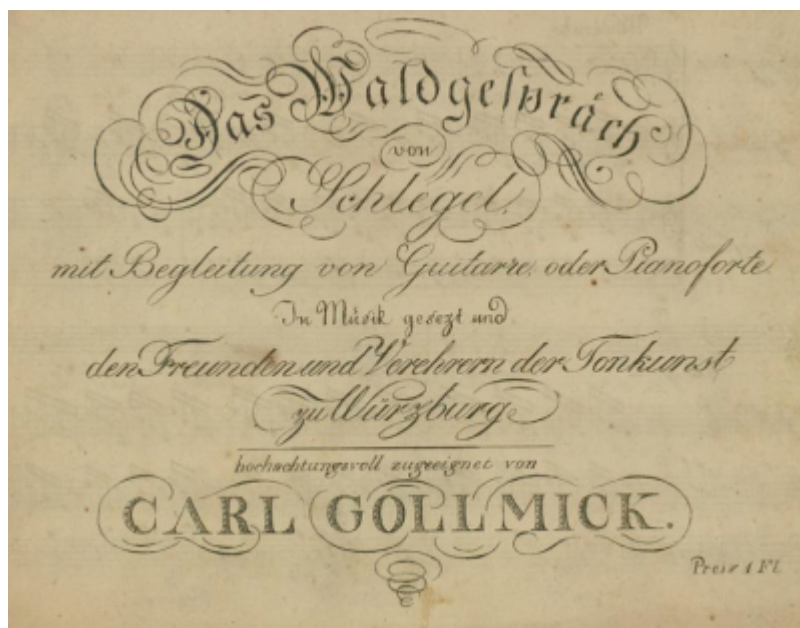 Das Waldgespräch
von
Schlegel,
mit Begleitung von Guitarre, oder Pianoforte
In Müsik gesezt und
den Freunden und Verehrern der Tonkunst
zu Würzburg
hochachtungsvoll zugeeignet von
CARL GOLLMICK.
Preis 1 Fl